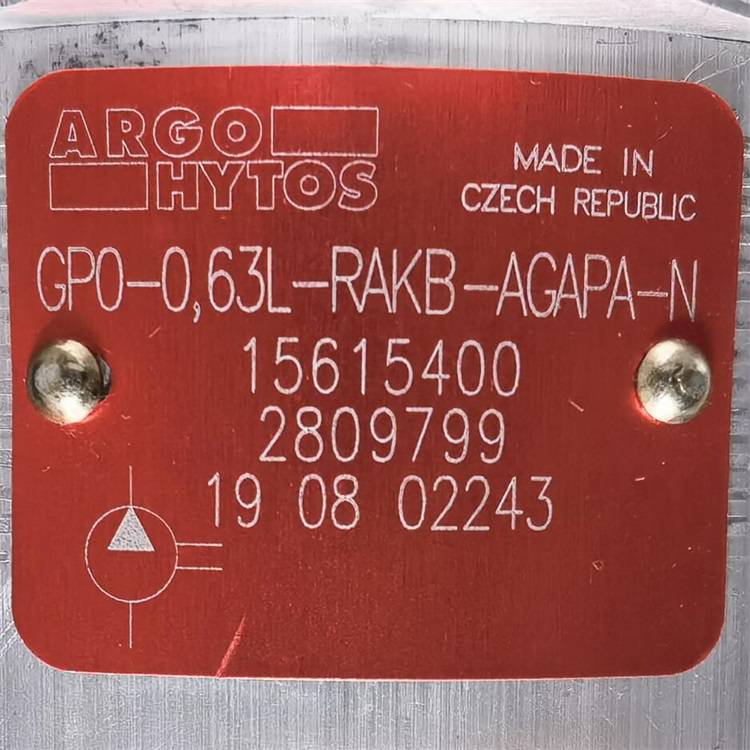 ARGO
HYTOS
MADE IN
CZECH REPUBLIC
GP0-0,63L-RAKB-AGAPA-N
15615400
2809799
19 08 02243